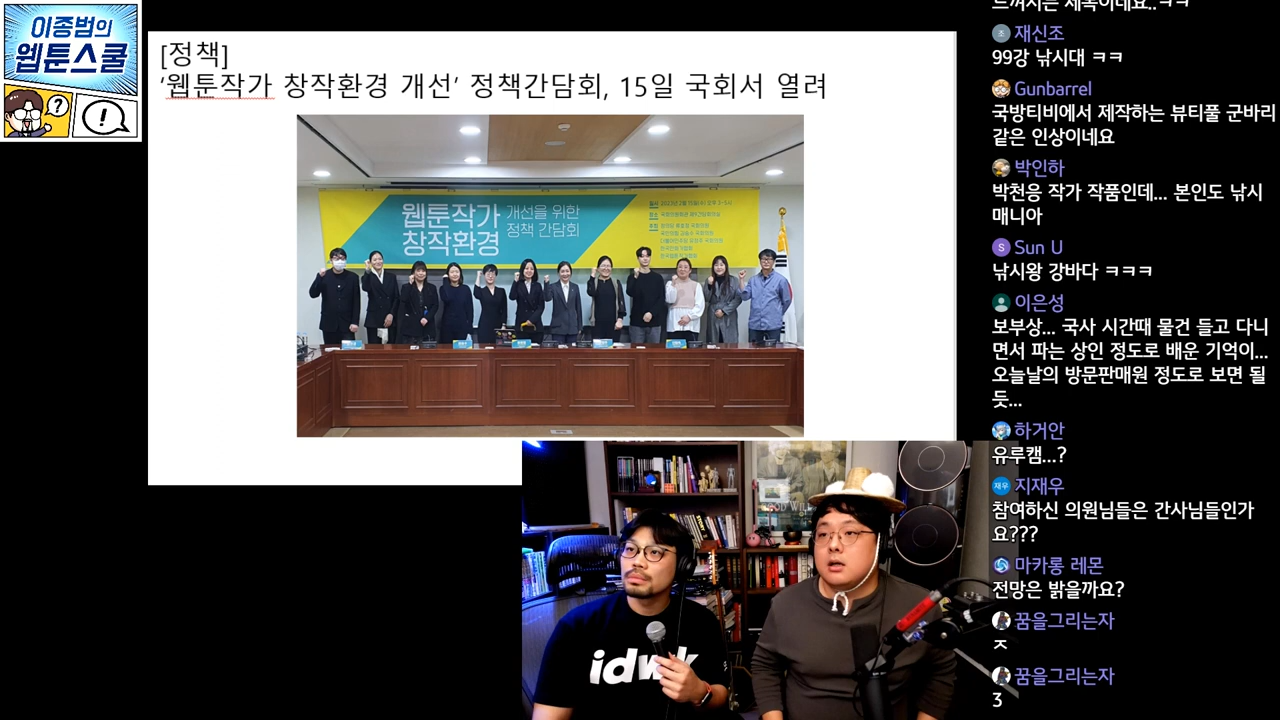 이종범의
웹툰스쿨
?
!
[정책]
‘웹툰작가 창작환경 개선’ 정책간담회, 15일 국회서 열려
웹툰작가 개선을 위한
창작환경 정책 간담회
GOOD WILL
idwk
재신조
99강 낚시대 ㅋㅋ
Gunbarrel
국방티비에서 제작하는 뷰티풀 군바리
같은 인상이네요
박인하
박천응 작가 작품인데... 본인도 낚시
매니아
S Sun U
낚시왕 강바다 ㅋㅋㅋ
이은성
보부상... 국사 시간때 물건 들고 다니
면서 파는 상인 정도로 배운 기억이...
오늘날의 방문판매원 정도로 보면 될
듯...
하거안
유루캠...?
재우 지재우
참여하신 의원님들은 간사님들인가
요???
마카롱 레몬
전망은 밝을까요?
꿈을그리는자
ㅈ
꿈을그리는자
3